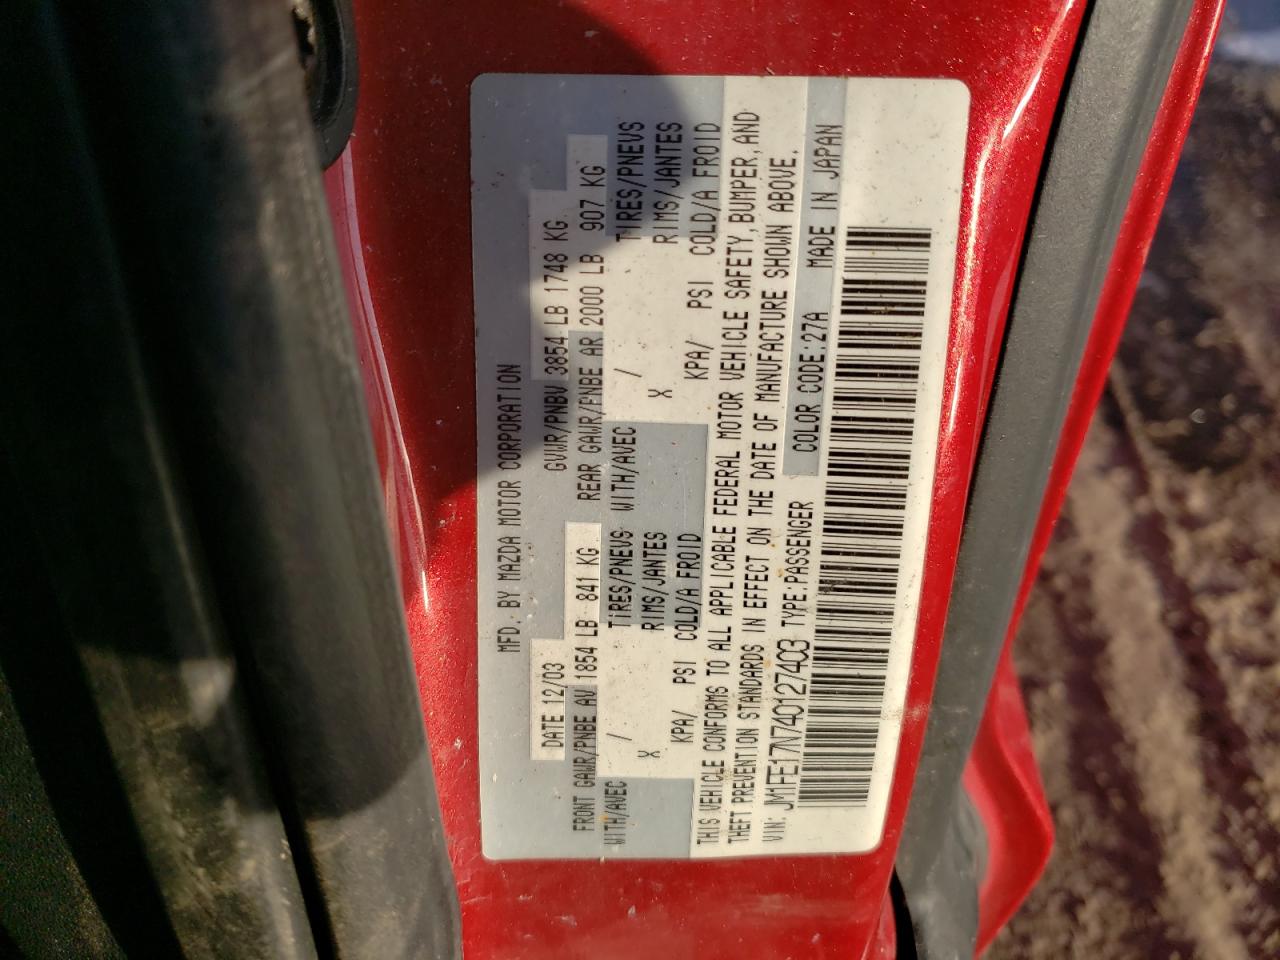 MFD. BY MAZDA MOTOR CORPORATION
DATE 12/03 GVWR/PNBV 3854 LB 1748 KG
FRONT GAWR/PNBE AV 1854 LB 841 KG REAR GAWR/PNBE AR 2000 LB 907 KG
WITH/AVEC / TIRES/PNEVS WITH/AVEC / TIRES/PNEVS
X RIMS/JANTES X RIMS/JANTES
KPA/ PSI COLD/A FROID KPA/ PSI COLD/A FROID
THIS VEHICLE CONFORMS TO ALL APPLICABLE FEDERAL MOTOR VEHICLE SAFETY, BUMPER, AND
THEFT PREVENTION STANDARDS IN EFFECT ON THE DATE OF MANUFACTURE SHOWN ABOVE.
VIN: JM1FE17N740127403 TYPE:PASSENGER COLOR CODE:27A MADE IN JAPAN